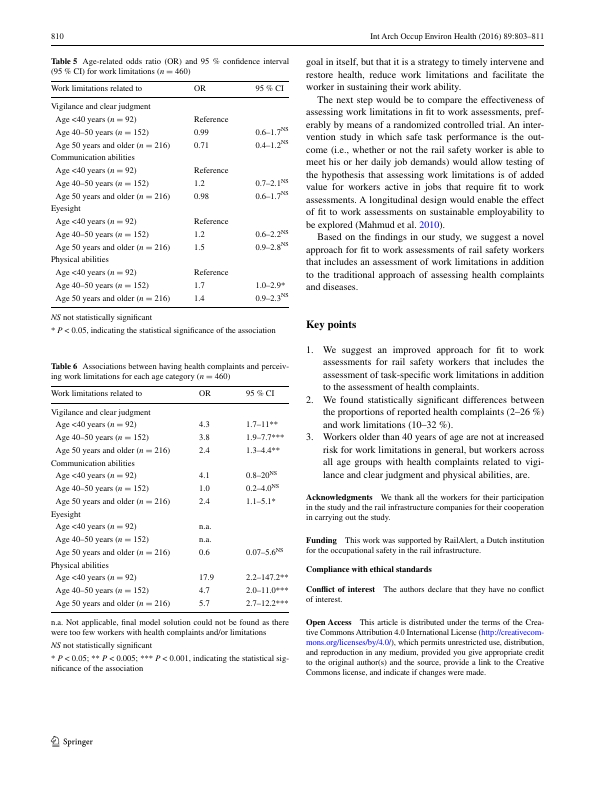 810
Int Arch Occup Environ Health (2016) 89:803–811
Table 5 Age-related odds ratio (OR) and 95 % confidence interval
(95 % CI) for work limitations (n = 460)
Work limitations related to OR 95 % CI
Vigilance and clear judgment
Age <40 years (n = 92) Reference
Age 40–50 years (n = 152) 0.99 0.6–1.7NS
Age 50 years and older (n = 216) 0.71 0.4–1.2NS
Communication abilities
Age <40 years (n = 92) Reference
Age 40–50 years (n = 152) 1.2 0.7–2.1NS
Age 50 years and older (n = 216) 0.98 0.6–1.7NS
Eyesight
Age <40 years (n = 92) Reference
Age 40–50 years (n = 152) 1.2 0.6–2.2NS
Age 50 years and older (n = 216) 1.5 0.9–2.8NS
Physical abilities
Age <40 years (n = 92) Reference
Age 40–50 years (n = 152) 1.7 1.0–2.9*
Age 50 years and older (n = 216) 1.4 0.9–2.3NS
NS not statistically significant
* P < 0.05, indicating the statistical significance of the association
Table 6 Associations between having health complaints and perceiv-
ing work limitations for each age category (n = 460)
Work limitations related to OR 95 % CI
Vigilance and clear judgment
Age <40 years (n = 92) 4.3 1.7–11**
Age 40–50 years (n = 152) 3.8 1.9–7.7***
Age 50 years and older (n = 216) 2.4 1.3–4.4**
Communication abilities
Age <40 years (n = 92) 4.1 0.8–20NS
Age 40–50 years (n = 152) 1.0 0.2–4.0NS
Age 50 years and older (n = 216) 2.4 1.1–5.1*
Eyesight
Age <40 years (n = 92) n.a.
Age 40–50 years (n = 152) n.a.
Age 50 years and older (n = 216) 0.6 0.07–5.6NS
Physical abilities
Age <40 years (n = 92) 17.9 2.2–147.2**
Age 40–50 years (n = 152) 4.7 2.0–11.0***
Age 50 years and older (n = 216) 5.7 2.7–12.2***
n.a. Not applicable, final model solution could not be found as there
were too few workers with health complaints and/or limitations
NS not statistically significant
* P < 0.05; ** P < 0.005; *** P < 0.001, indicating the statistical sig-
nificance of the association
goal in itself, but that it is a strategy to timely intervene and
restore health, reduce work limitations and facilitate the
worker in sustaining their work ability.
The next step would be to compare the effectiveness of
assessing work limitations in fit to work assessments, pref-
erably by means of a randomized controlled trial. An inter-
vention study in which safe task performance is the out-
come (i.e., whether or not the rail safety worker is able to
meet his or her daily job demands) would allow testing of
the hypothesis that assessing work limitations is of added
value for workers active in jobs that require fit to work
assessments. A longitudinal design would enable the effect
of fit to work assessments on sustainable employability to
be explored (Mahmud et al. 2010).
Based on the findings in our study, we suggest a novel
approach for fit to work assessments of rail safety workers
that includes an assessment of work limitations in addition
to the traditional approach of assessing health complaints
and diseases.
Key points
1. We suggest an improved approach for fit to work
assessments for rail safety workers that includes the
assessment of task-specific work limitations in addition
to the assessment of health complaints.
2. We found statistically significant differences between
the proportions of reported health complaints (2–26 %)
and work limitations (10–32 %).
3. Workers older than 40 years of age are not at increased
risk for work limitations in general, but workers across
all age groups with health complaints related to vigi-
lance and clear judgment and physical abilities, are.
Acknowledgments We thank all the workers for their participation
in the study and the rail infrastructure companies for their cooperation
in carrying out the study.
Funding This work was supported by RailAlert, a Dutch institution
for the occupational safety in the rail infrastructure.
Compliance with ethical standards
Conflict of interest The authors declare that they have no conflict
of interest.
Open Access This article is distributed under the terms of the Crea-
tive Commons Attribution 4.0 International License (http://creativecom-
mons.org/licenses/by/4.0/), which permits unrestricted use, distribution,
and reproduction in any medium, provided you give appropriate credit
to the original author(s) and the source, provide a link to the Creative
Commons license, and indicate if changes were made.
Springer